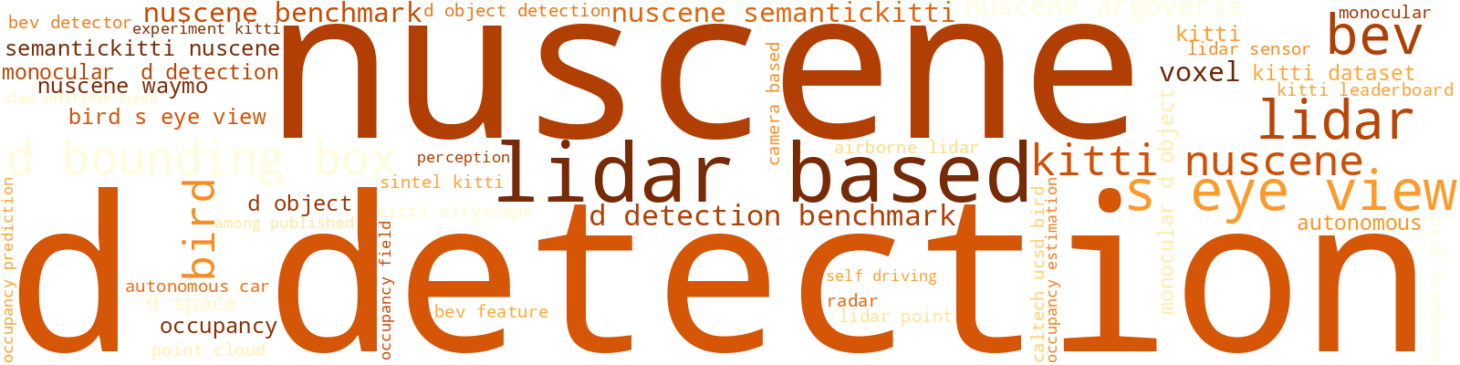 bev detector
nuscene benchmark
d object detection
nuscene semantickitti
nuscene argoverse
monocular
experiment kitti
semantickitti nuscene
nuscene
kitti
bev
lidar sensor
monocular d detection
nuscene waymo
camera based
voxel
kitti dataset
kitti leaderboard
slow inference speed
bird s eye view
lidar
d bounding box
perception
lidar based
airborne lidar
kitti nuscene
sintel kitti
s eye view
d object
bird
among published
kitti cityscape
d detection benchmark
autonomous
occupancy prediction
occupancy field
d detection
caltech ucsd bird
occupancy estimation
monocular d object
occupancy grid
autonomous car
d space
self driving
radar
bev feature
lidar point
occupancy
point cloud